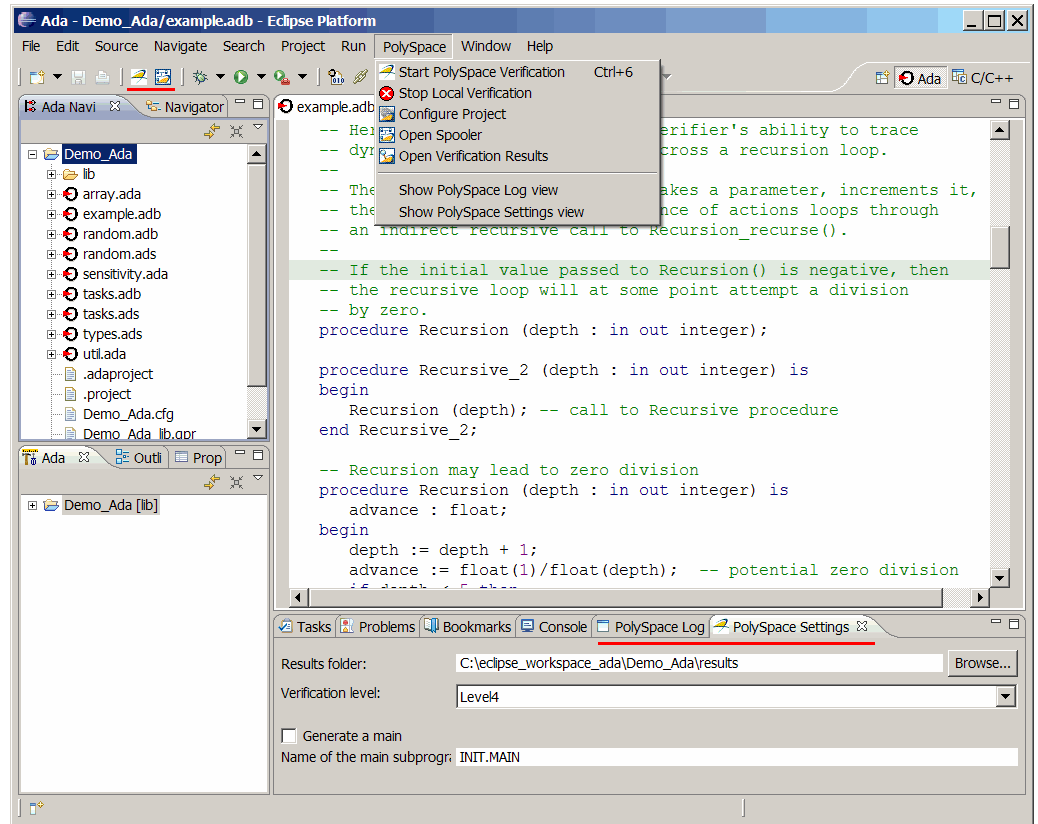 Ada - Demo_Ada/example.adb - Eclipse Platform
File Edit Source Navigate Search Project Run PolySpace Window Help
Start PolySpace Verification Ctrl+6
Stop Local Verification
Configure Project
Open Spooler
Open Verification Results
Show PolySpace Log view
Show PolySpace Settings view
Ada C/C++
Ada Navi Navigator
Demo_Ada
lib
array.ada
example.adb
random.adb
random.ads
sensitivity.ada
tasks.adb
tasks.ads
types.ads
util.ada
.adaproject
.project
Demo_Ada.cfg
Demo_Ada_lib.gpr
Ada Outli Prop
Demo_Ada [lib]
example.adb
-- Her erifier's ability to trace
-- dyn cross a recursion loop.
--
-- The akes a parameter, increments it,
-- the nce of actions loops through
-- an indirect recursive call to Recursion_recurse().
--
-- If the initial value passed to Recursion() is negative, then
-- the recursive loop will at some point attempt a division
-- by zero.
procedure Recursion (depth : in out integer);
procedure Recursive_2 (depth : in out integer) is
begin
Recursion (depth); -- call to Recursive procedure
end Recursive_2;
-- Recursion may lead to zero division
procedure Recursion (depth : in out integer) is
advance : float;
begin
depth := depth + 1;
advance := float(1)/float(depth); -- potential zero division
if depth < 5 then
Tasks Problems Bookmarks Console PolySpace Log PolySpace Settings
Results folder: C:\eclipse_workspace_ada\Demo_Ada\results Browse...
Verification level: Level4
Generate a main
Name of the main subprogr INIT.MAIN